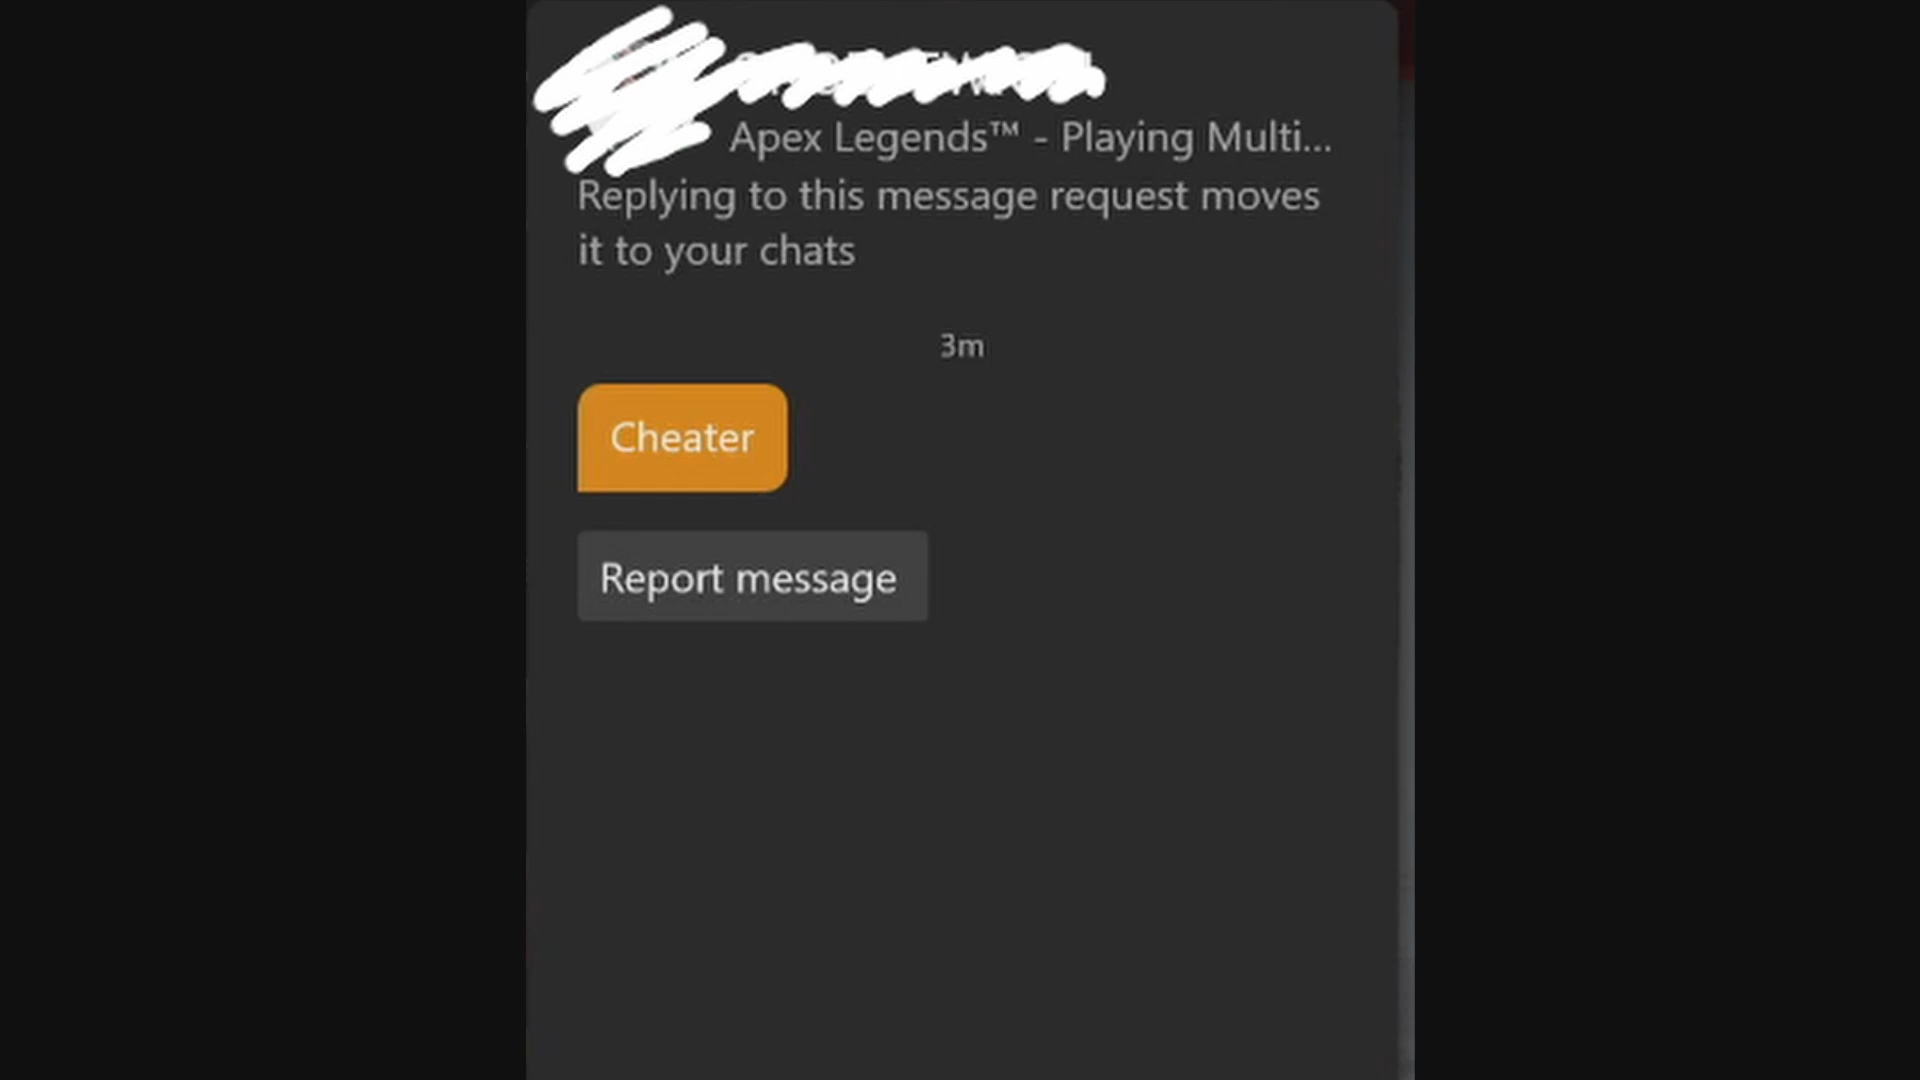 Apex Legends™ - Playing Multi...
Replying to this message request moves
it to your chats
3m
Cheater
Report message